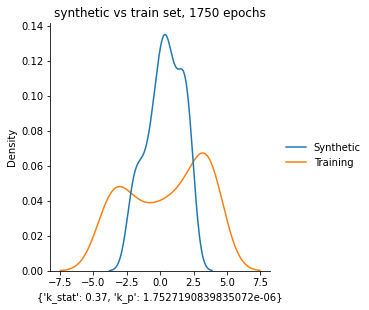 synthetic vs train set, 1750 epochs
0.14
0.12
0.10
0.08
0.06
0.04
0.02
0.00
Density
−7.5 −5.0 −2.5 0.0 2.5 5.0 7.5
{'k_stat': 0.37, 'k_p': 1.7527190839835072e-06}
Synthetic
Training